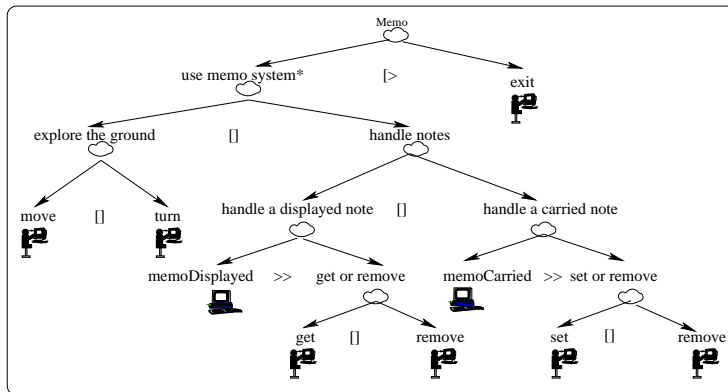 Memo
use memo system* [> exit
explore the ground [] handle notes
move [] turn handle a displayed note [] handle a carried note
memoDisplayed >> get or remove memoCarried >> set or remove
get [] remove set [] remove